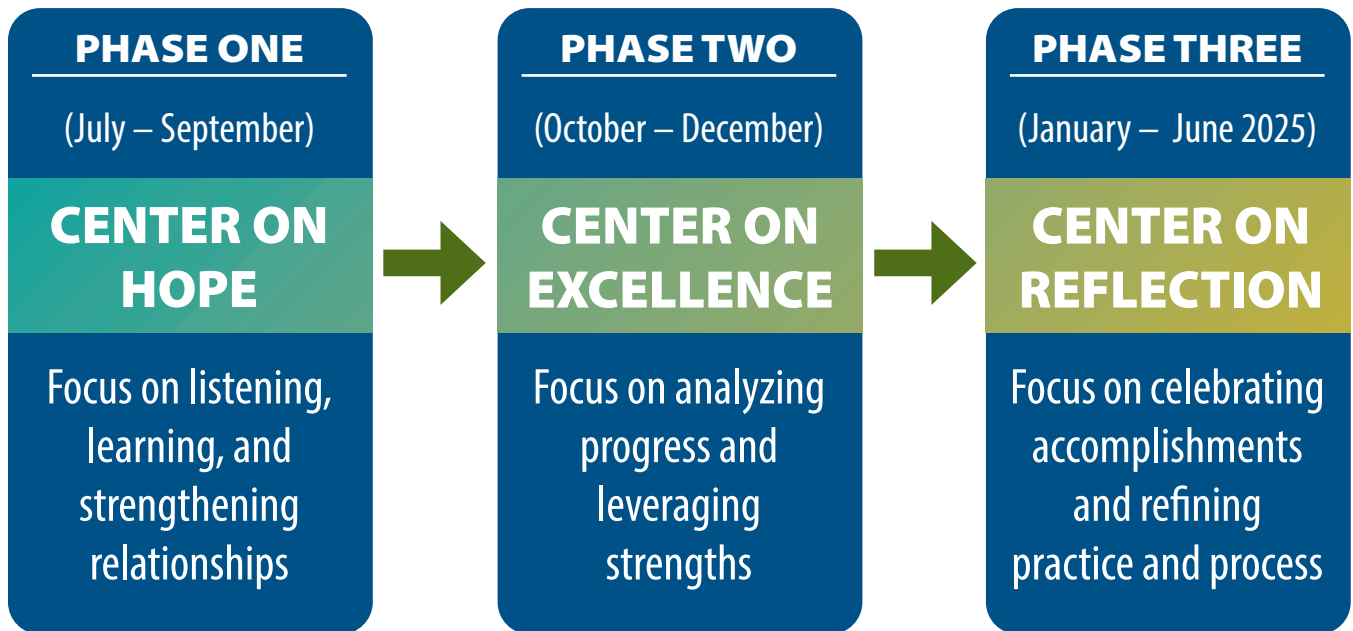 PHASE ONE
(July – September)
CENTER ON
HOPE
Focus on listening,
learning, and
strengthening
relationships
PHASE TWO
(October – December)
CENTER ON
EXCELLENCE
Focus on analyzing
progress and
leveraging
strengths
PHASE THREE
(January – June 2025)
CENTER ON
REFLECTION
Focus on celebrating
accomplishments
and refining
practice and process